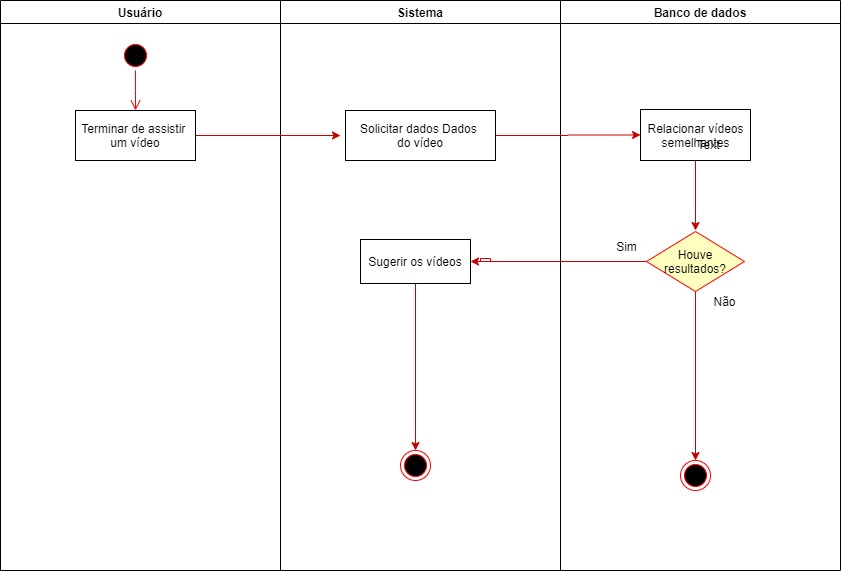 Usuário
Sistema
Banco de dados
Terminar de assistir
um vídeo
Solicitar dados Dados
do vídeo
Relacionar vídeos
semelhantes
Text
Sim
Houve
resultados?
Sugerir os vídeos
Não